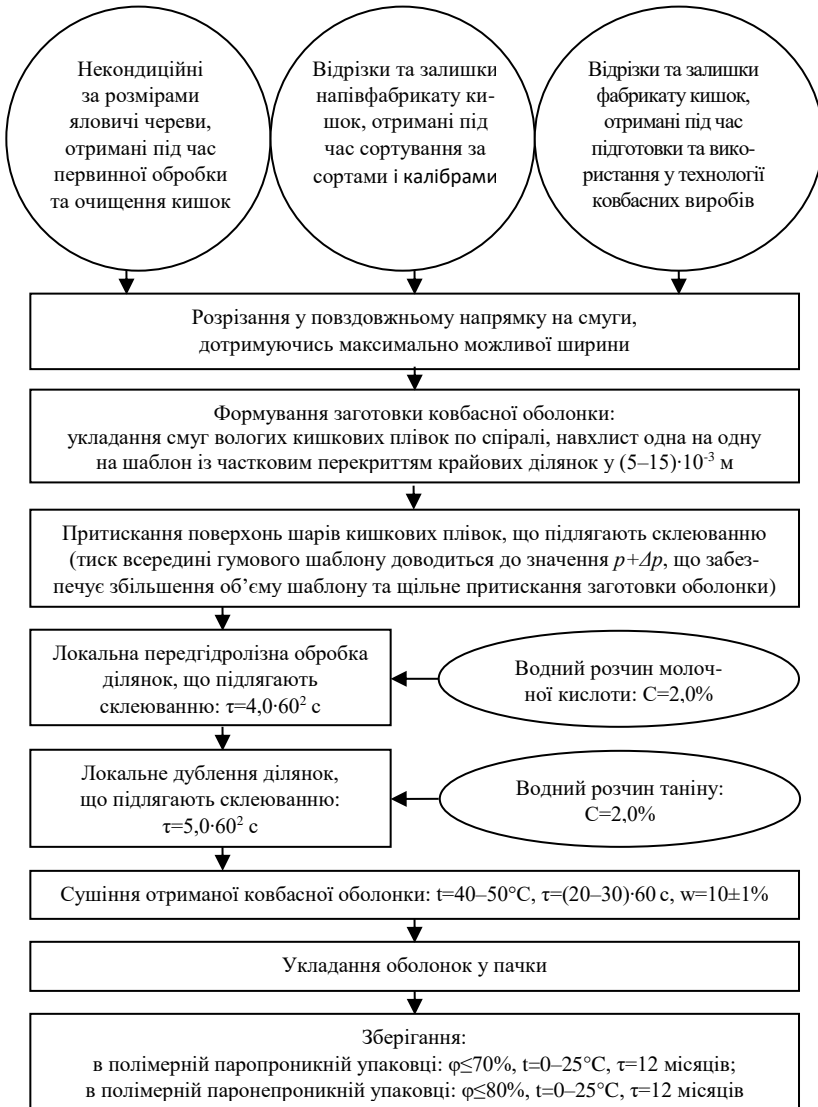 Некондиційні
за розмірами
яловичі череви,
отримані під час
первинної обробки
та очищення кишок
Відрізки та залишки
напівфабрикату ки-
шок, отримані під
час сортування за
сортами і калібрами
Відрізки та залишки
фабрикату кишок,
отримані під час
підготовки та вико-
ристання у технології
ковбасних виробів
Розрізання у повздовжньому напрямку на смуги,
дотримуючись максимально можливої ширини
Формування заготовки ковбасної оболонки:
укладання смуг вологих кишкових плівок по спіралі, навхлист одна на одну
на шаблон із частковим перекриттям крайових ділянок у (5–15)·10⁻³ м
Притискання поверхонь шарів кишкових плівок, що підлягають склеюванню
(тиск всередині гумового шаблону доводиться до значення p+Δp, що забез-
печує збільшення об’єму шаблону та щільне притискання заготовки оболонки)
Локальна передгідролізна обробка
ділянок, що підлягають
склеюванню: τ=4,0·60² с
Водний розчин молоч-
ної кислоти: С=2,0%
Локальне дублення ділянок,
що підлягають склеюванню:
τ=5,0·60² с
Водний розчин таніну:
С=2,0%
Сушіння отриманої ковбасної оболонки: t=40–50°С, τ=(20–30)·60 с, w=10±1%
Укладання оболонок у пачки
Зберігання:
в полімерній паропроникній упаковці: φ≤70%, t=0–25°С, τ=12 місяців;
в полімерній паронепроникній упаковці: φ≤80%, t=0–25°С, τ=12 місяців